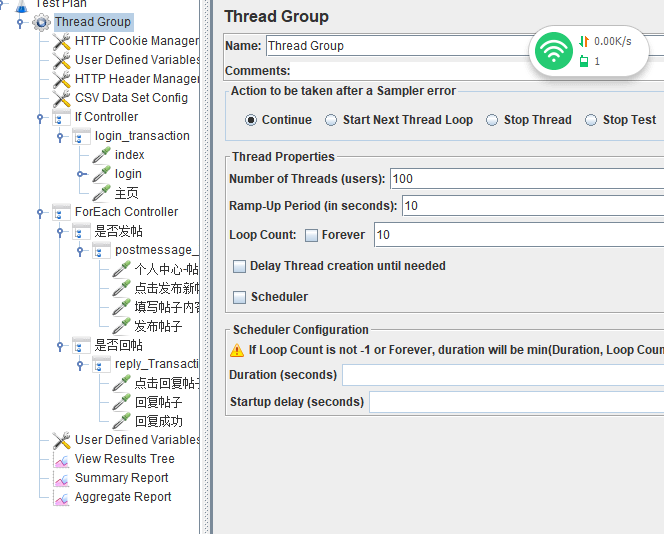 Test Plan
Thread Group
HTTP Cookie Manager
User Defined Variables
HTTP Header Manager
CSV Data Set Config
If Controller
login_transaction
index
login
主页
ForEach Controller
是否发帖
postmessage_
个人中心-帖
点击发布新帖
填写帖子内容
发布帖子
是否回帖
reply_Transacti
点击回复帖子
回复帖子
回复成功
User Defined Variables
View Results Tree
Summary Report
Aggregate Report
Thread Group
Name: Thread Group
0.00K/s
1
Comments:
Action to be taken after a Sampler error
Continue Start Next Thread Loop Stop Thread Stop Test
Thread Properties
Number of Threads (users): 100
Ramp-Up Period (in seconds): 10
Loop Count: Forever 10
Delay Thread creation until needed
Scheduler
Scheduler Configuration
If Loop Count is not -1 or Forever, duration will be min(Duration, Loop Coun
Duration (seconds)
Startup delay (seconds)